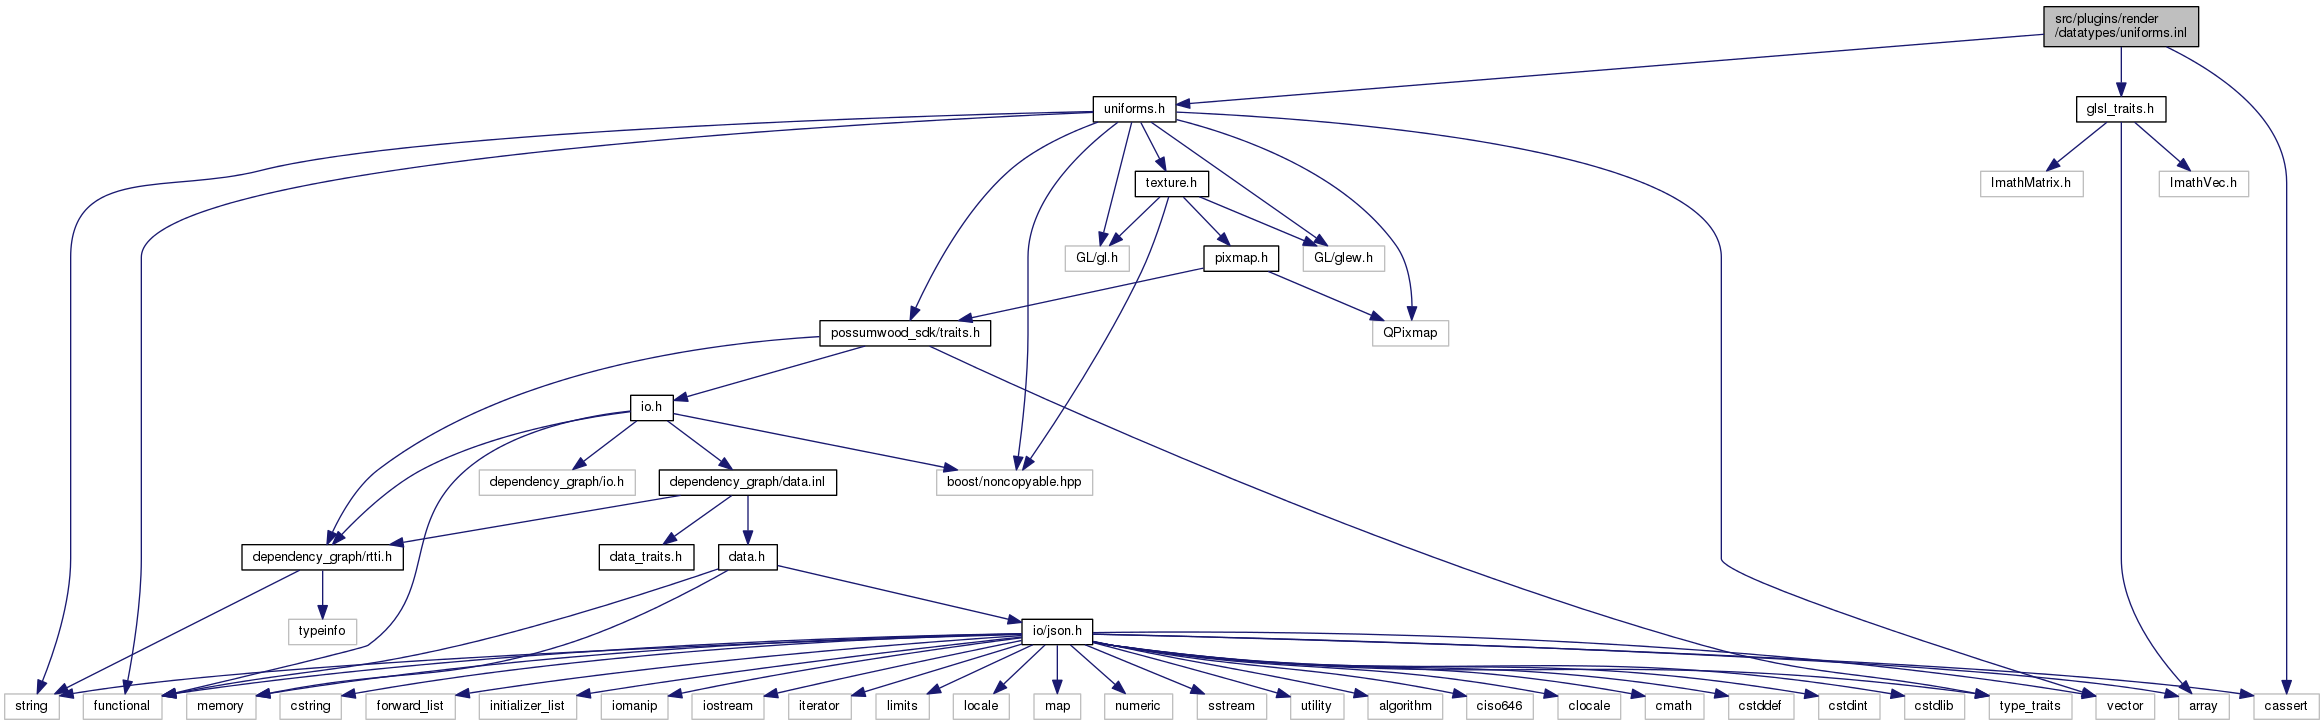 src/plugins/render
/datatypes/uniforms.inl
uniforms.h
glsl_traits.h
texture.h
ImathMatrix.h
ImathVec.h
GL/gl.h
pixmap.h
GL/glew.h
possumwood_sdk/traits.h
QPixmap
io.h
dependency_graph/io.h
dependency_graph/data.inl
boost/noncopyable.hpp
dependency_graph/rtti.h
data_traits.h
data.h
typeinfo
io/json.h
string
functional
memory
cstring
forward_list
initializer_list
iomanip
iostream
iterator
limits
locale
map
numeric
sstream
utility
algorithm
ciso646
clocale
cmath
cstddef
cstdint
cstdlib
type_traits
vector
array
cassert